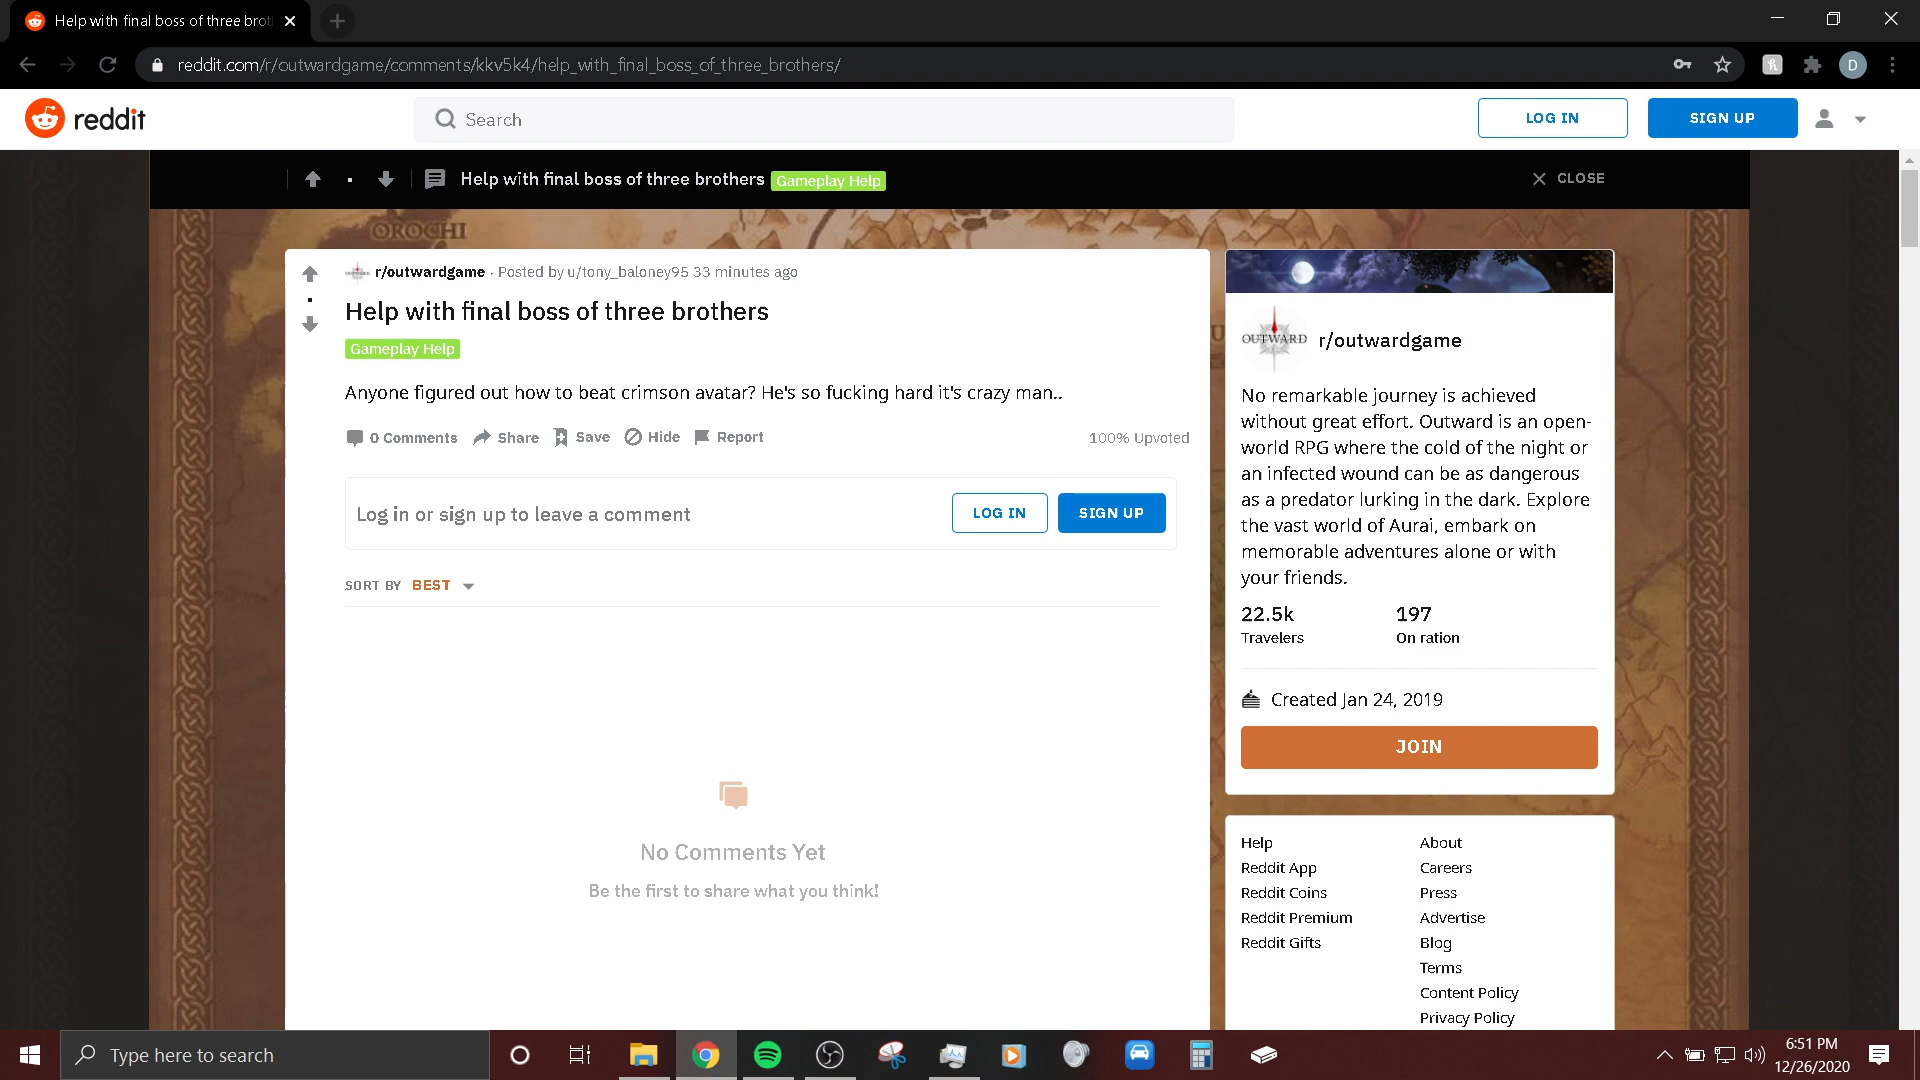 Help with final boss of three brot
reddit.com/r/outwardgame/comments/kkv5k4/help_with_final_boss_of_three_brothers/
D
reddit
Search
LOG IN
SIGN UP
Help with final boss of three brothers Gameplay Help
CLOSE
OROCHI
r/outwardgame · Posted by u/tony_baloney95 33 minutes ago
Help with final boss of three brothers
Gameplay Help
Anyone figured out how to beat crimson avatar? He's so fucking hard it's crazy man..
0 Comments Share Save Hide Report
100% Upvoted
Log in or sign up to leave a comment
LOG IN
SIGN UP
SORT BY BEST
No Comments Yet
Be the first to share what you think!
OUTWARD
r/outwardgame
No remarkable journey is achieved
without great effort. Outward is an open-
world RPG where the cold of the night or
an infected wound can be as dangerous
as a predator lurking in the dark. Explore
the vast world of Aurai, embark on
memorable adventures alone or with
your friends.
22.5k
Travelers
197
On ration
Created Jan 24, 2019
JOIN
Help
Reddit App
Reddit Coins
Reddit Premium
Reddit Gifts
About
Careers
Press
Advertise
Blog
Terms
Content Policy
Privacy Policy
Type here to search
6:51 PM
12/26/2020